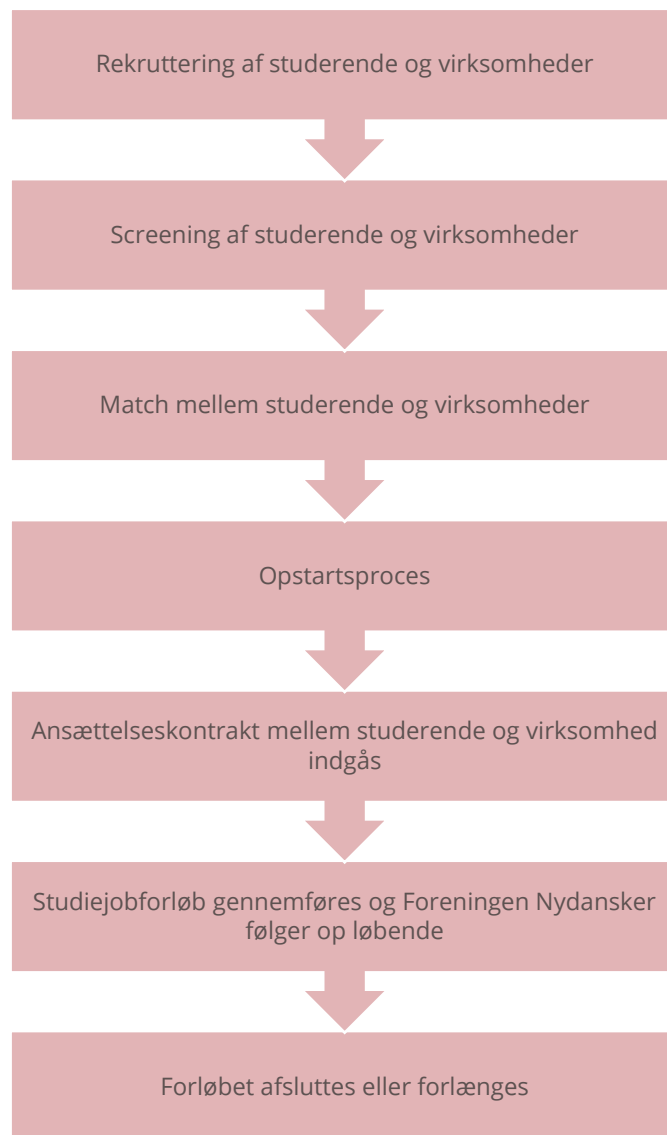 Rekruttering af studerende og virksomheder
Screening af studerende og virksomheder
Match mellem studerende og virksomheder
Opstartsproces
Ansættelseskontrakt mellem studerende og virksomhed
indgås
Studiejobforløb gennemføres og Foreningen Nydansker
følger op løbende
Forløbet afsluttes eller forlænges